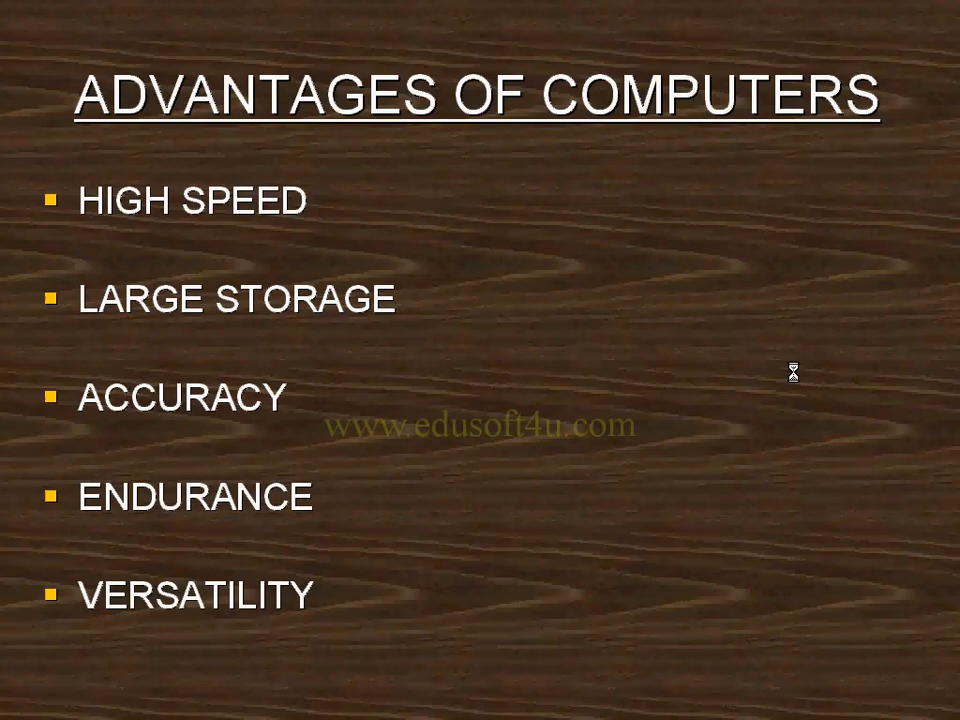 ADVANTAGES OF COMPUTERS
HIGH SPEED
LARGE STORAGE
ACCURACY
www.edusoft4u.com
ENDURANCE
VERSATILITY